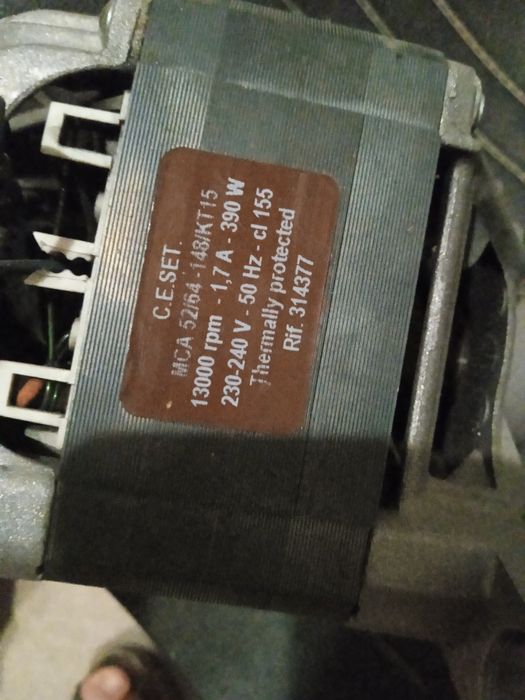 C.E.SET.
MCA 52/64 - 148/KT15
13000 rpm - 1,7 A - 390 W
230-240 V - 50 Hz - cl 155
Thermally protected
Rif. 314377